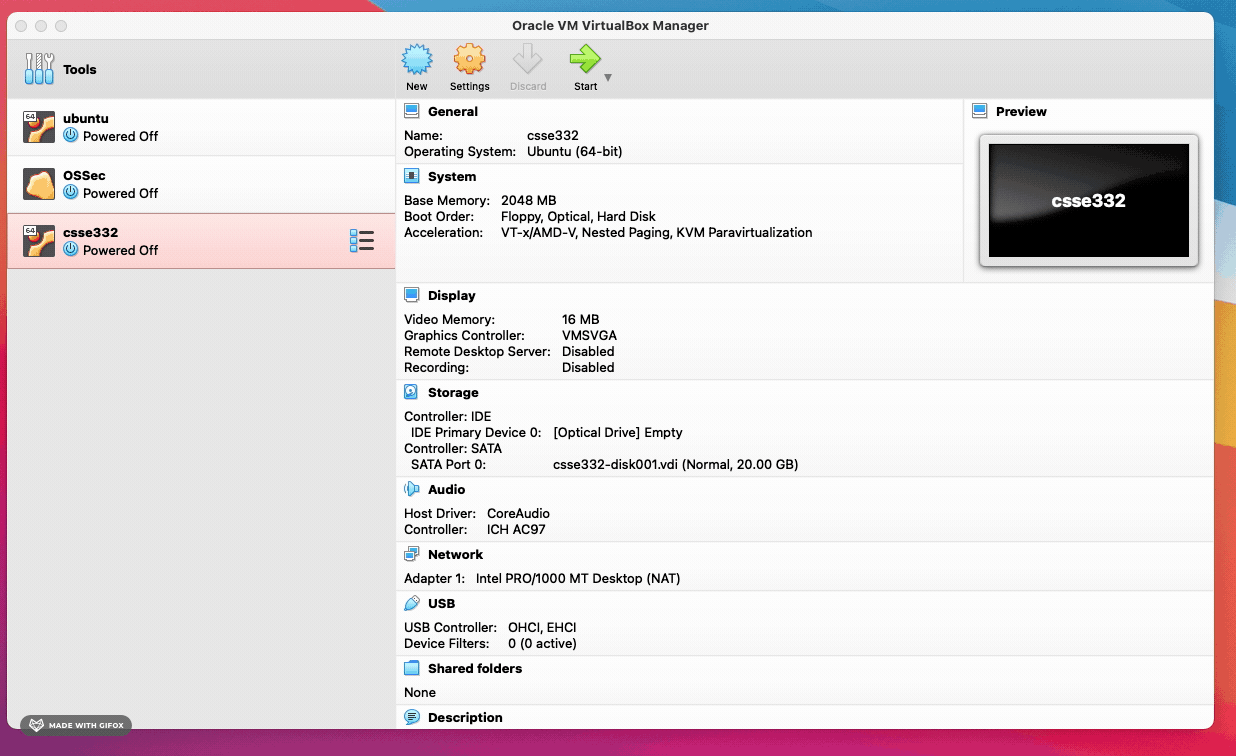 Oracle VM VirtualBox Manager
Tools
New
Settings
Discard
Start
64
ubuntu
Powered Off
OSSec
Powered Off
64
csse332
Powered Off
General
Name: csse332
Operating System: Ubuntu (64-bit)
Preview
csse332
System
Base Memory: 2048 MB
Boot Order: Floppy, Optical, Hard Disk
Acceleration: VT-x/AMD-V, Nested Paging, KVM Paravirtualization
Display
Video Memory: 16 MB
Graphics Controller: VMSVGA
Remote Desktop Server: Disabled
Recording: Disabled
Storage
Controller: IDE
IDE Primary Device 0: [Optical Drive] Empty
Controller: SATA
SATA Port 0: csse332-disk001.vdi (Normal, 20.00 GB)
Audio
Host Driver: CoreAudio
Controller: ICH AC97
Network
Adapter 1: Intel PRO/1000 MT Desktop (NAT)
USB
USB Controller: OHCI, EHCI
Device Filters: 0 (0 active)
Shared folders
None
Description
MADE WITH GIFOX